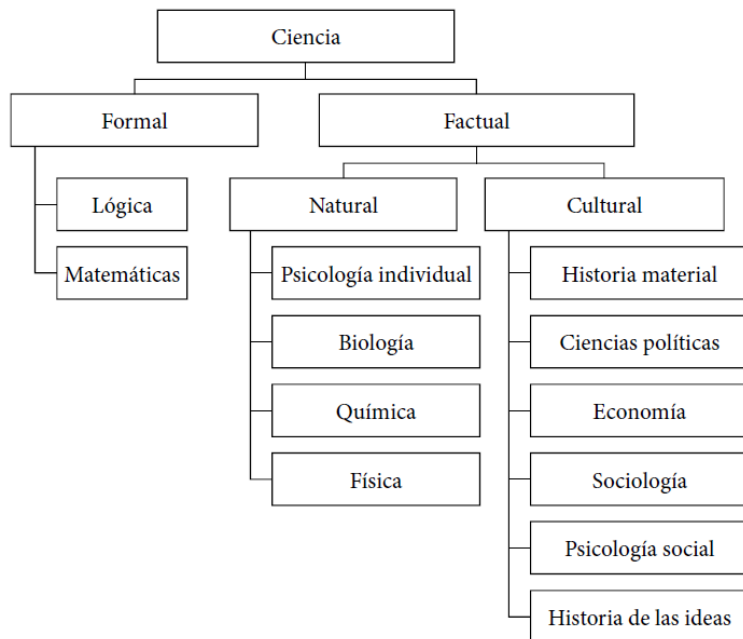 Ciencia
Formal
Factual
Lógica
Matemáticas
Natural
Cultural
Psicología individual
Biología
Química
Física
Historia material
Ciencias políticas
Economía
Sociología
Psicología social
Historia de las ideas